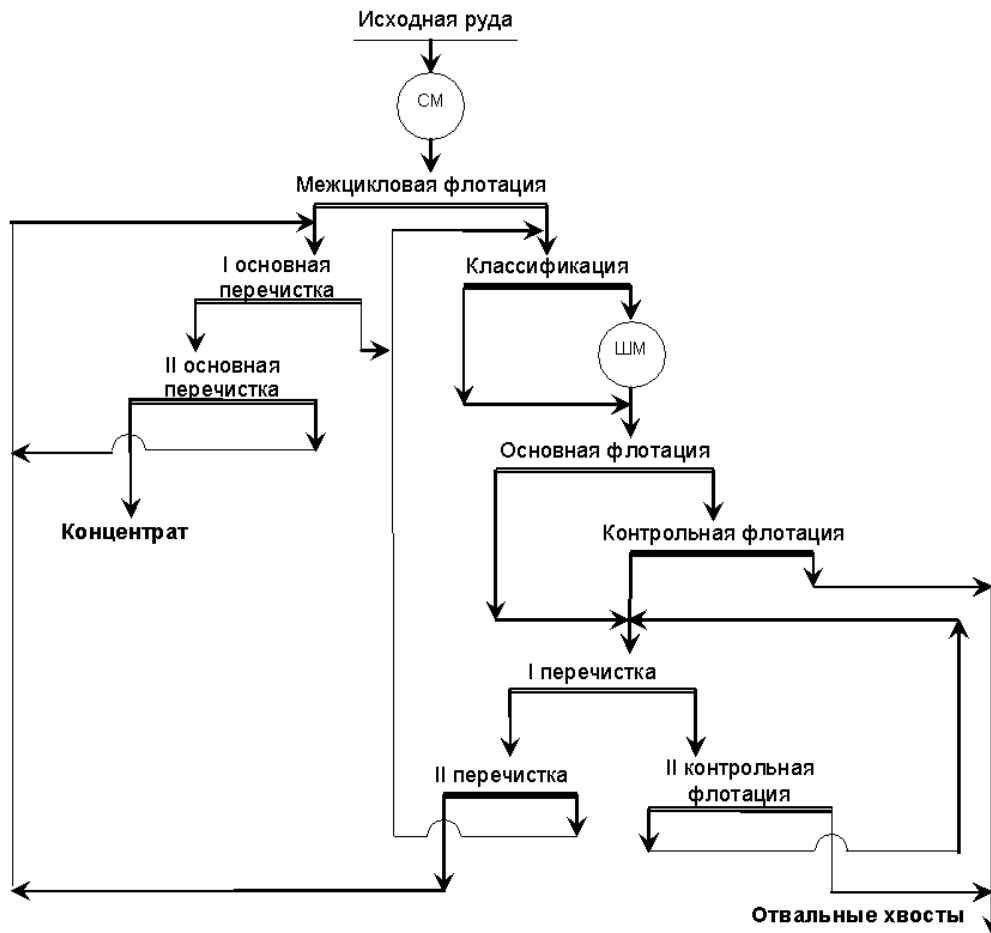 Исходная руда
СМ
Межцикловая флотация
I основная
перечистка
Классификация
ШМ
II основная
перечистка
Основная флотация
Концентрат
Контрольная флотация
I перечистка
II перечистка
II контрольная
флотация
Отвальные хвосты